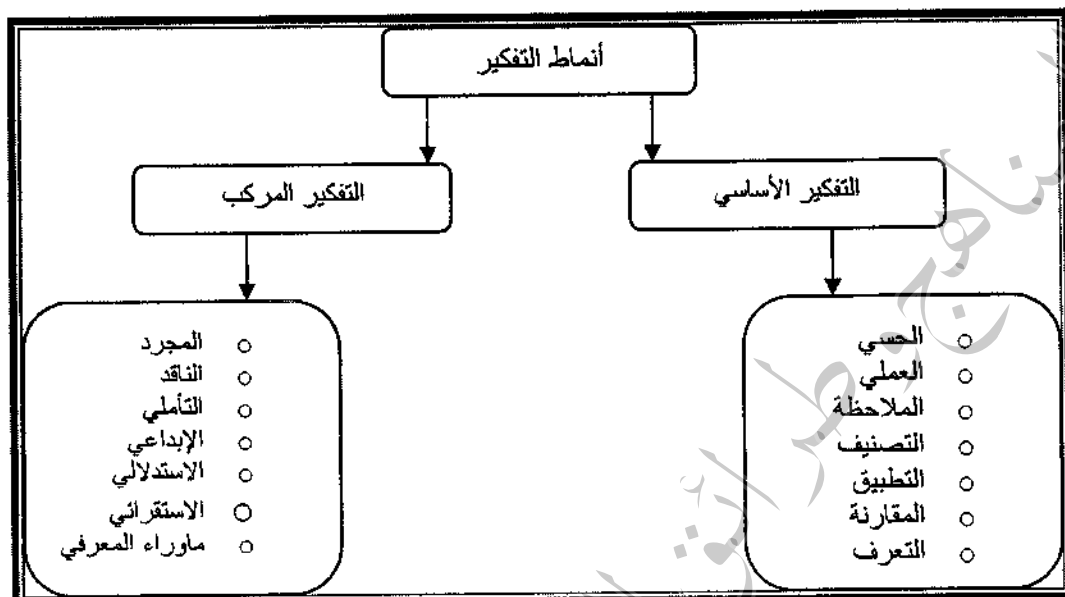 أنماط التفكير
التفكير الأساسي
التفكير المركب
الحسي
العملي
الملاحظة
التصنيف
التطبيق
المقارنة
التعرف
المجرد
الناقد
التأملي
الإبداعي
الاستدلالي
الاستقرائي
ماوراء المعرفي